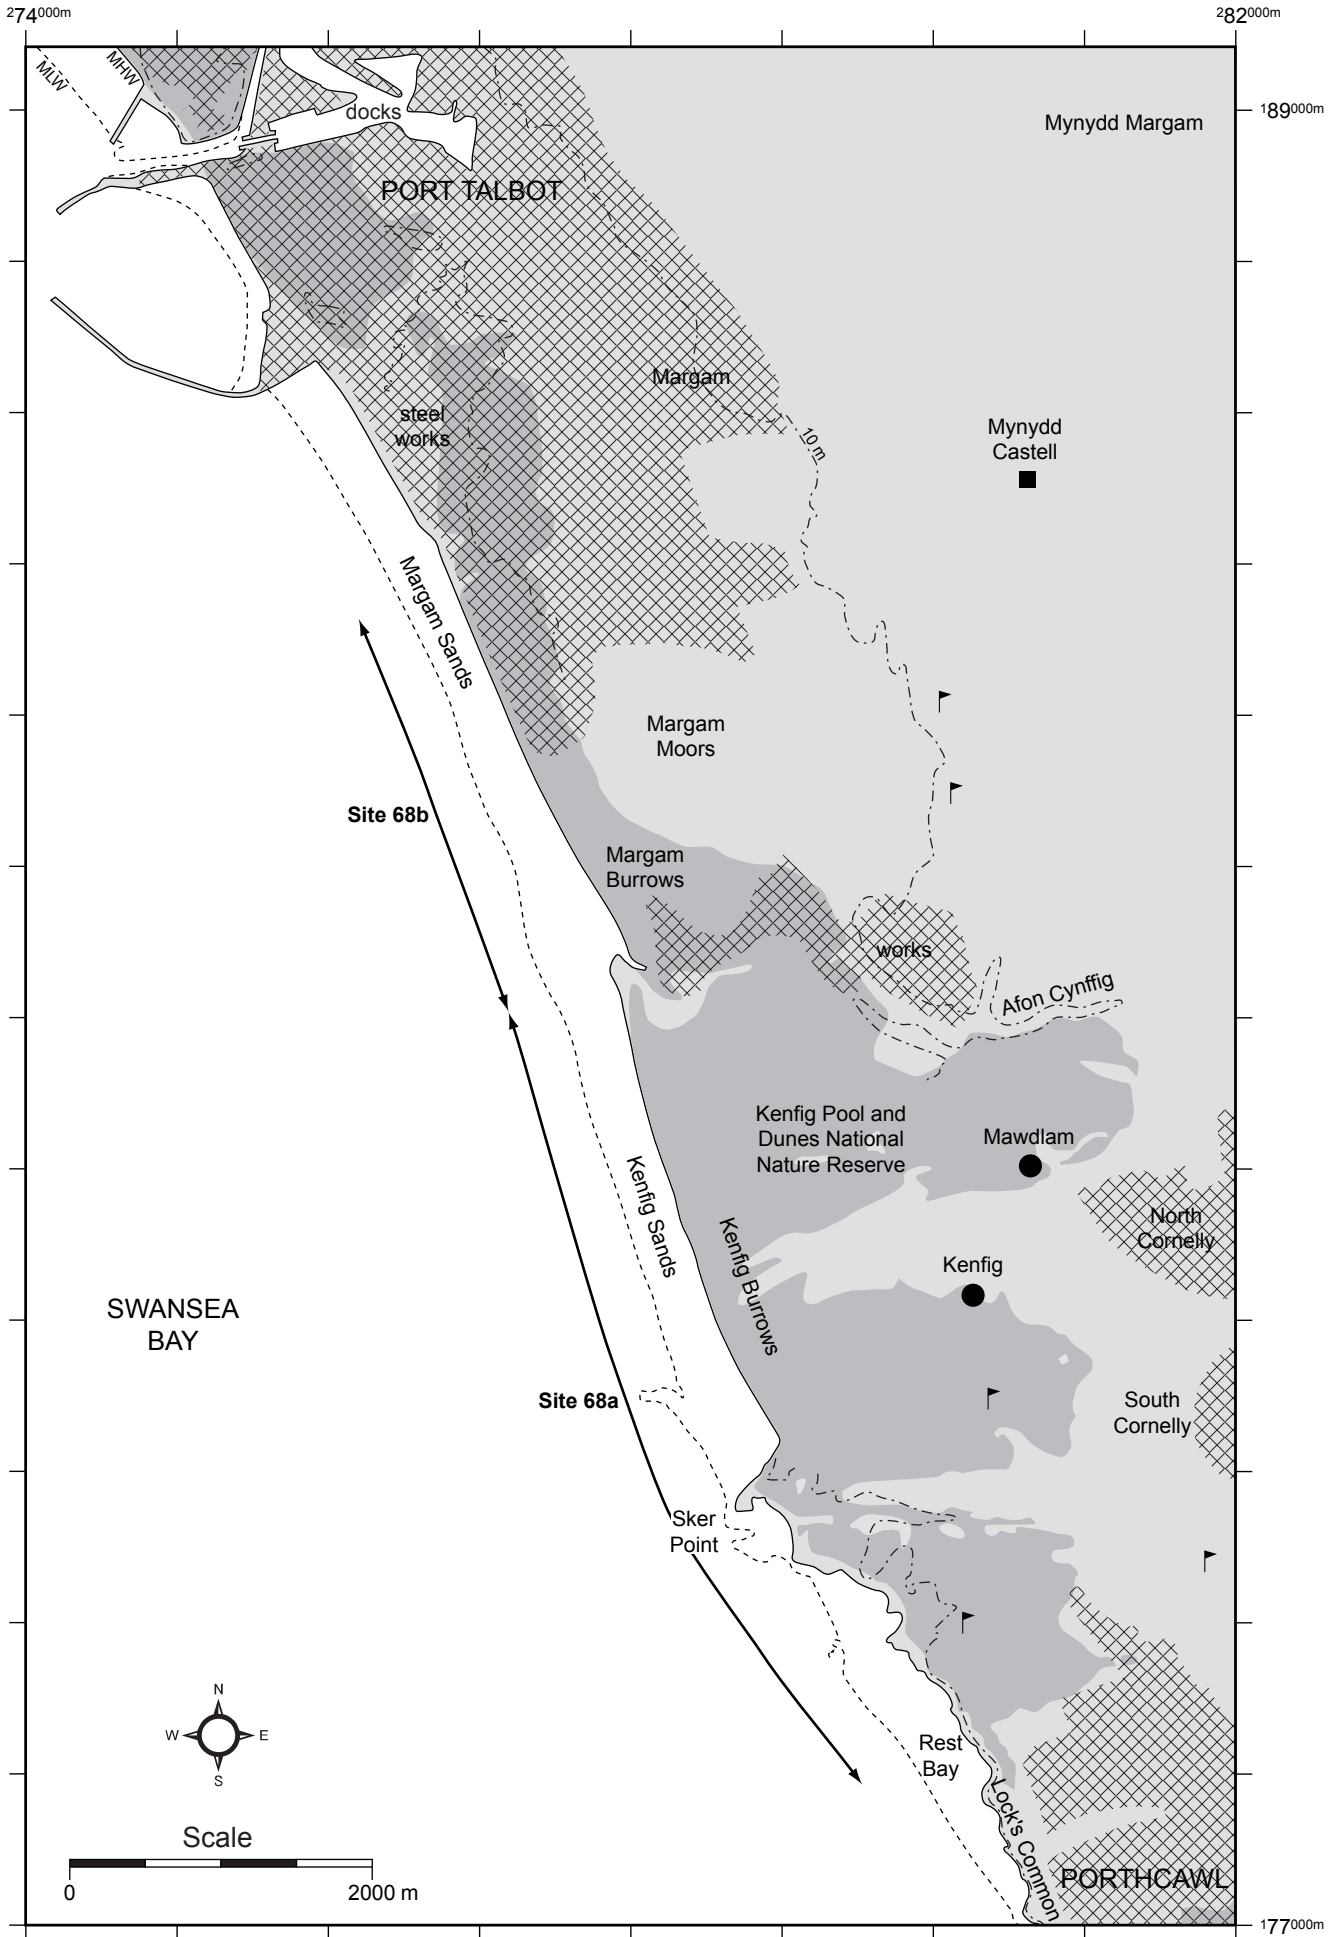 274000m
282000m
MLW
MHW
docks
189000m
Mynydd Margam
PORT TALBOT
Margam
steel
works
10 m
Mynydd
Castell
Margam Sands
Margam
Moors
Site 68b
Margam
Burrows
works
Afon Cynffig
Kenfig Pool and
Dunes National
Nature Reserve
Mawdlam
Kenfig Sands
Kenfig Burrows
North
Cornelly
Kenfig
SWANSEA
BAY
Site 68a
South
Cornelly
Sker
Point
N
W
E
S
Rest
Bay
Lock's Common
Scale
0
2000 m
PORTHCAWL
177000m